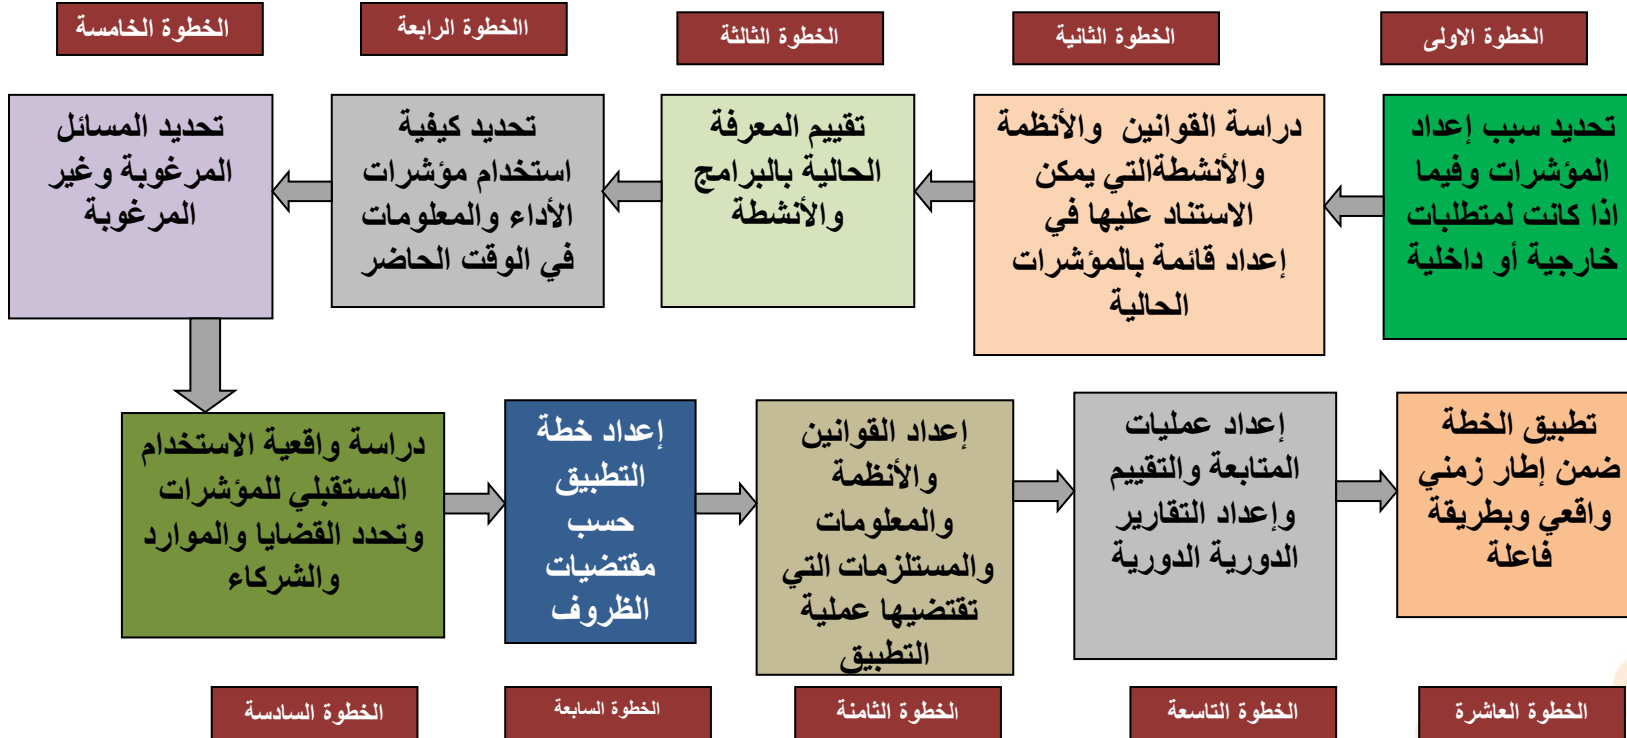 الخطوة الاولى
الخطوة الثانية
الخطوة الثالثة
االخطوة الرابعة
الخطوة الخامسة
تحديد سبب إعداد
المؤشرات وفيما
اذا كانت لمتطلبات
خارجية أو داخلية
دراسة القوانين والأنظمة
والأنشطةالتي يمكن
الاستناد عليها في
إعداد قائمة بالمؤشرات
الحالية
تقييم المعرفة
الحالية بالبرامج
والأنشطة
تحديد كيفية
استخدام مؤشرات
الأداء والمعلومات
في الوقت الحاضر
تحديد المسائل
المرغوبة وغير
المرغوبة
دراسة واقعية الاستخدام
المستقبلي للمؤشرات
وتحدد القضايا والموارد
والشركاء
إعداد خطة
التطبيق
حسب
مقتضيات
الظروف
إعداد القوانين
والأنظمة
والمعلومات
والمستلزمات التي
تقتضيها عملية
التطبيق
إعداد عمليات
المتابعة والتقييم
وإعداد التقارير
الدورية الدورية
تطبيق الخطة
ضمن إطار زمني
واقعي وبطريقة
فاعلة
الخطوة السادسة
الخطوة السابعة
الخطوة الثامنة
الخطوة التاسعة
الخطوة العاشرة